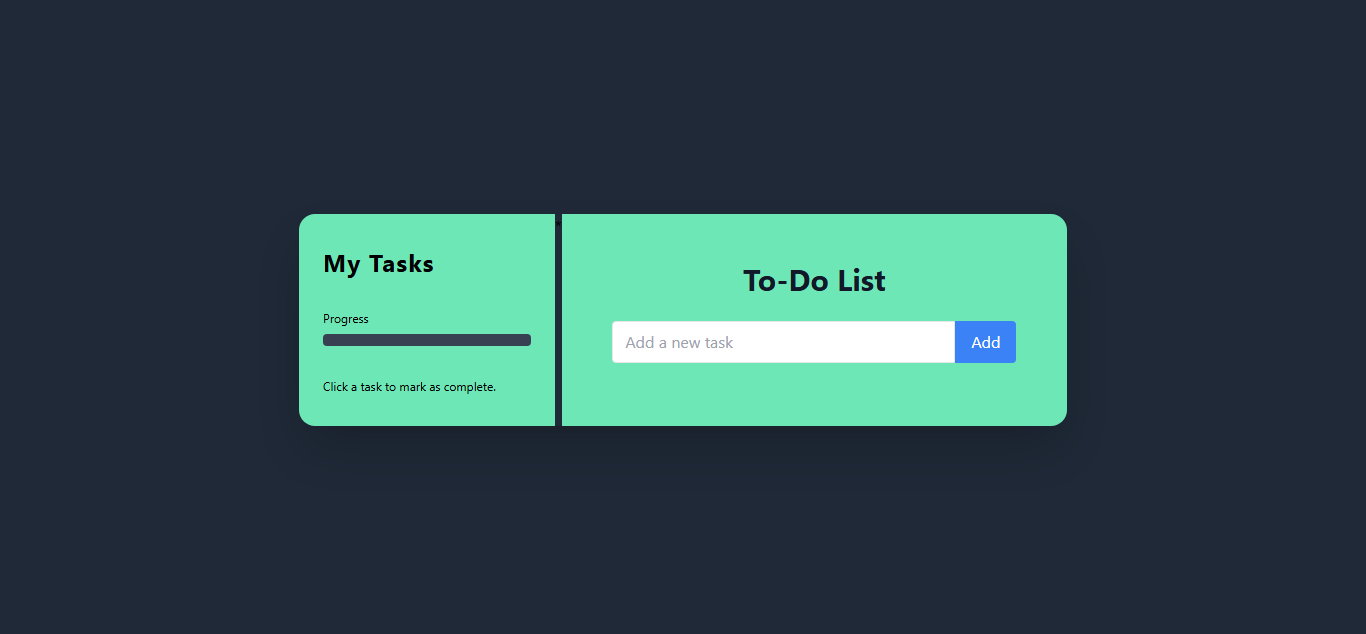 My Tasks
Progress
Click a task to mark as complete.
To-Do List
Add a new task
Add